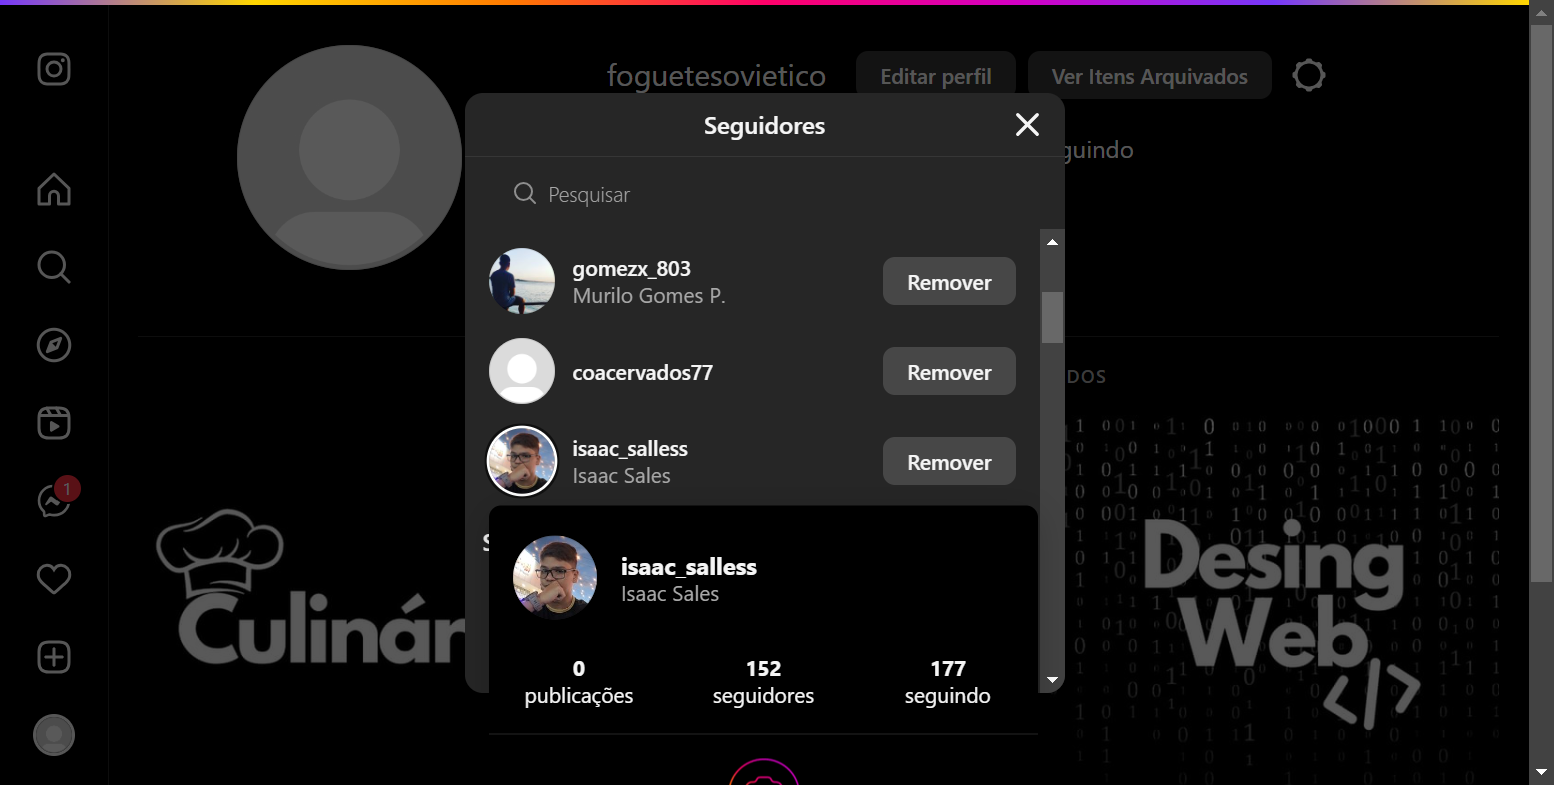 foguetesovietico
Editar perfil
Ver Itens Arquivados
guindo
Seguidores
Pesquisar
gomezx_803
Murilo Gomes P.
Remover
coacervados77
Remover
isaac_salless
Isaac Sales
Remover
1
S
isaac_salless
Isaac Sales
0
publicações
152
seguidores
177
seguindo
DOS
Culinár
Desing
Web
</>